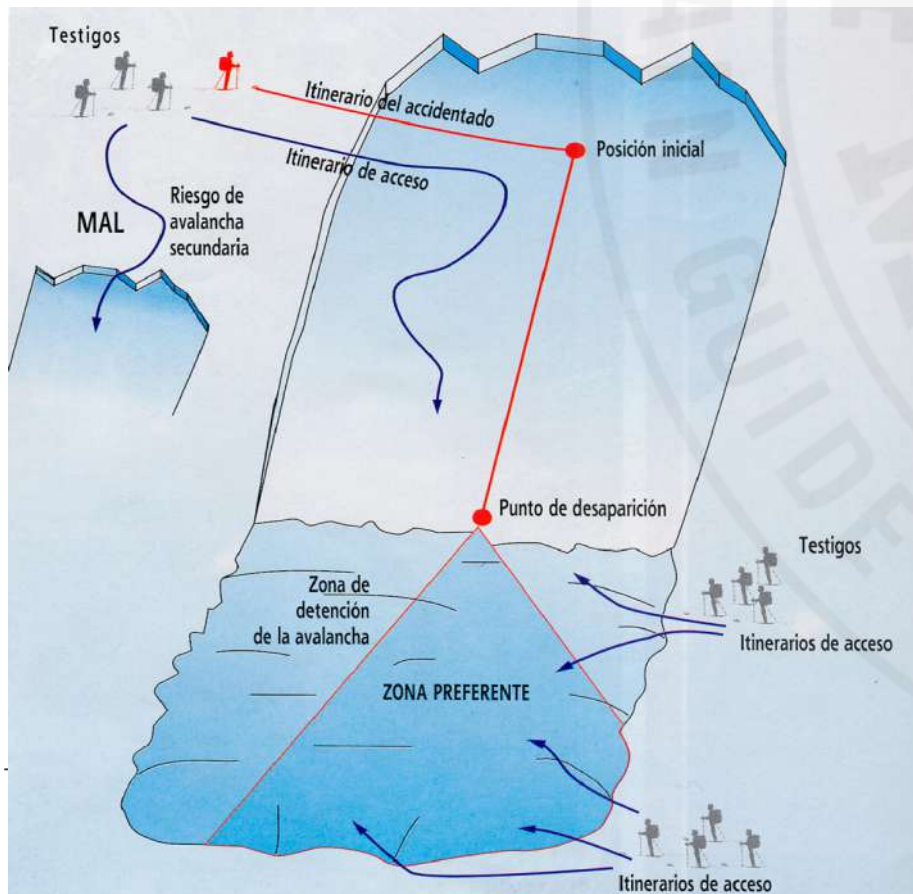 Testigos
Itinerario del accidentado
Posición inicial
Itinerario de acceso
MAL
Riesgo de
avalancha
secundaria
Punto de desaparición
Testigos
Zona de
detención
de la avalancha
Itinerarios de acceso
ZONA PREFERENTE
Itinerarios de acceso
GUIDE